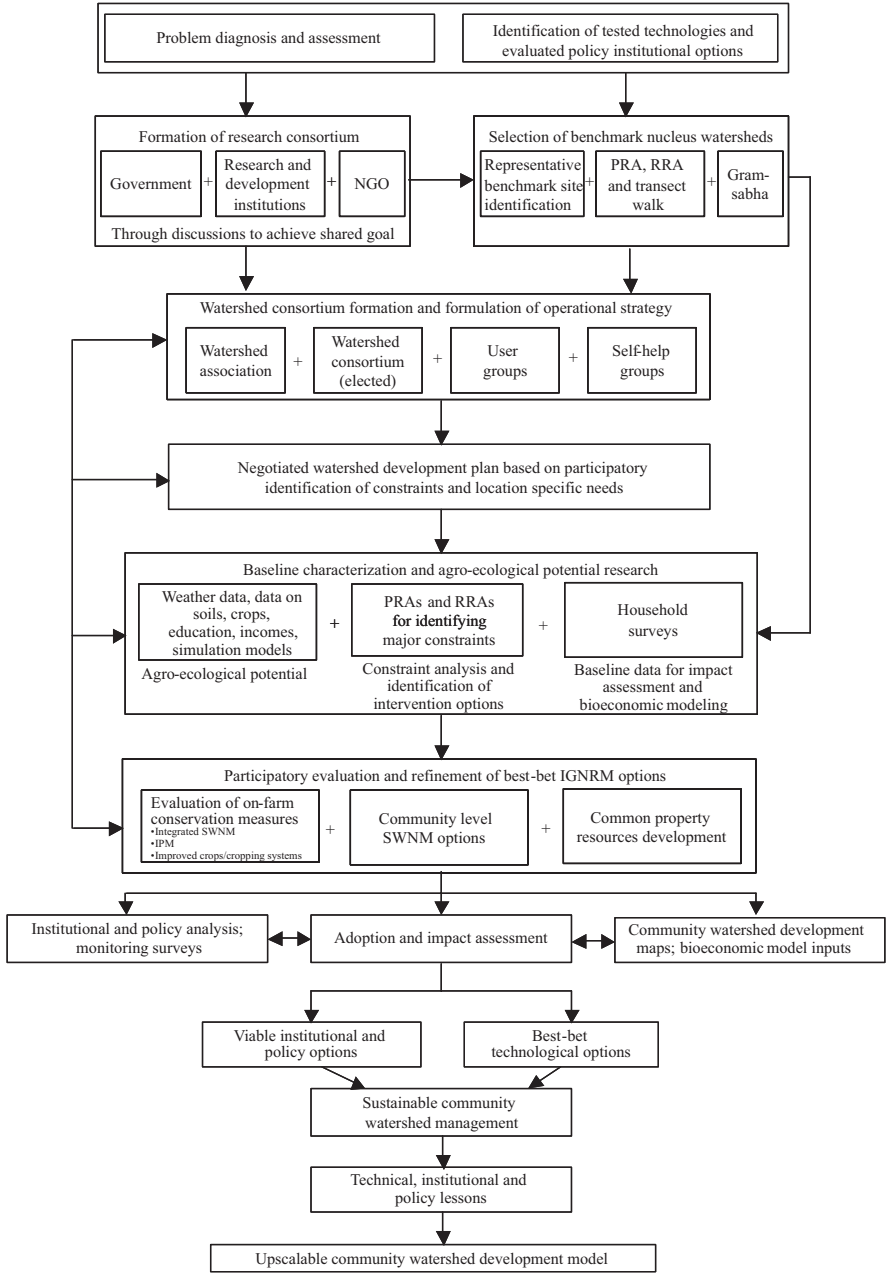 Problem diagnosis and assessment
Identification of tested technologies and
evaluated policy institutional options
Formation of research consortium
Government
+
Research and
development
institutions
+
NGO
Through discussions to achieve shared goal
Selection of benchmark nucleus watersheds
Representative
benchmark site
identification
+
PRA, RRA
and transect
walk
+
Gram-
sabha
Watershed consortium formation and formulation of operational strategy
Watershed
association
+
Watershed
consortium
(elected)
+
User
groups
+
Self-help
groups
Negotiated watershed development plan based on participatory
identification of constraints and location specific needs
Baseline characterization and agro-ecological potential research
Weather data, data on
soils, crops,
education, incomes,
simulation models
Agro-ecological potential
+
PRAs and RRAs
for identifying
major constraints
Constraint analysis and
identification of
intervention options
+
Household
surveys
Baseline data for impact
assessment and
bioeconomic modeling
Participatory evaluation and refinement of best-bet IGNRM options
Evaluation of on-farm
conservation measures
•Integrated SWNM
•IPM
•Improved crops/cropping systems
+
Community level
SWNM options
+
Common property
resources development
Institutional and policy analysis;
monitoring surveys
Adoption and impact assessment
Community watershed development
maps; bioeconomic model inputs
Viable institutional and
policy options
Best-bet
technological options
Sustainable community
watershed management
Technical, institutional and
policy lessons
Upscalable community watershed development model